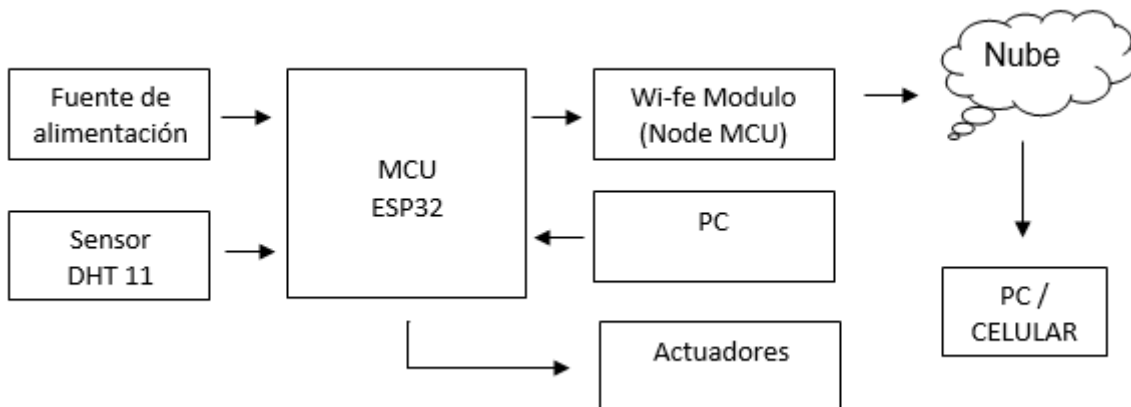 Fuente de
alimentación
Sensor
DHT 11
MCU
ESP32
Wi-fe Modulo
(Node MCU)
PC
Actuadores
Nube
PC /
CELULAR